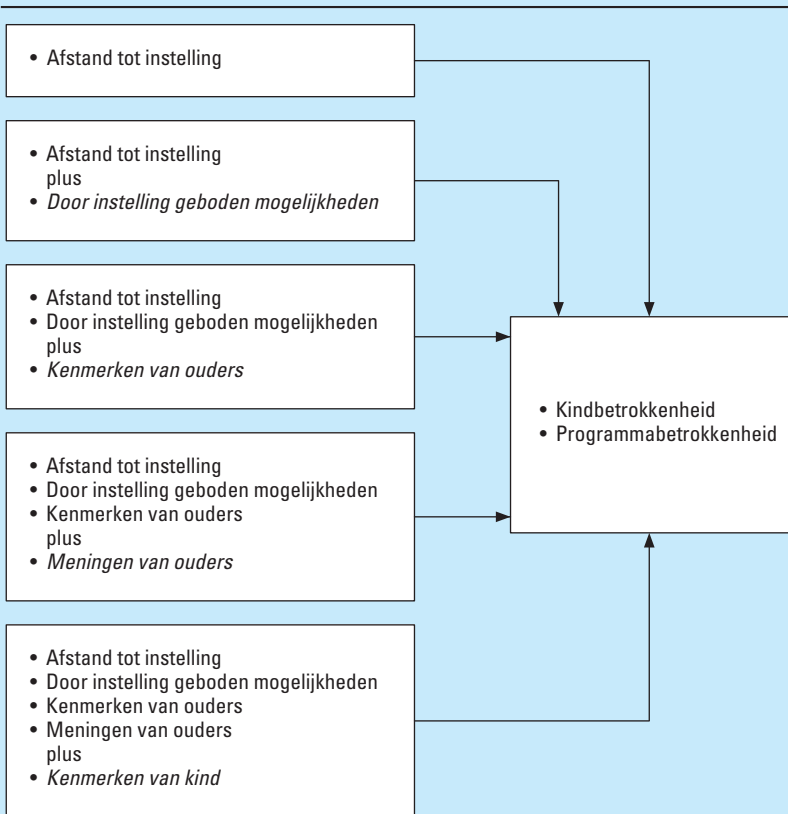 • Afstand tot instelling
• Afstand tot instelling
plus
• Door instelling geboden mogelijkheden
• Afstand tot instelling
• Door instelling geboden mogelijkheden
plus
• Kenmerken van ouders
• Afstand tot instelling
• Door instelling geboden mogelijkheden
• Kenmerken van ouders
plus
• Meningen van ouders
• Afstand tot instelling
• Door instelling geboden mogelijkheden
• Kenmerken van ouders
• Meningen van ouders
plus
• Kenmerken van kind
• Kindbetrokkenheid
• Programmabetrokkenheid